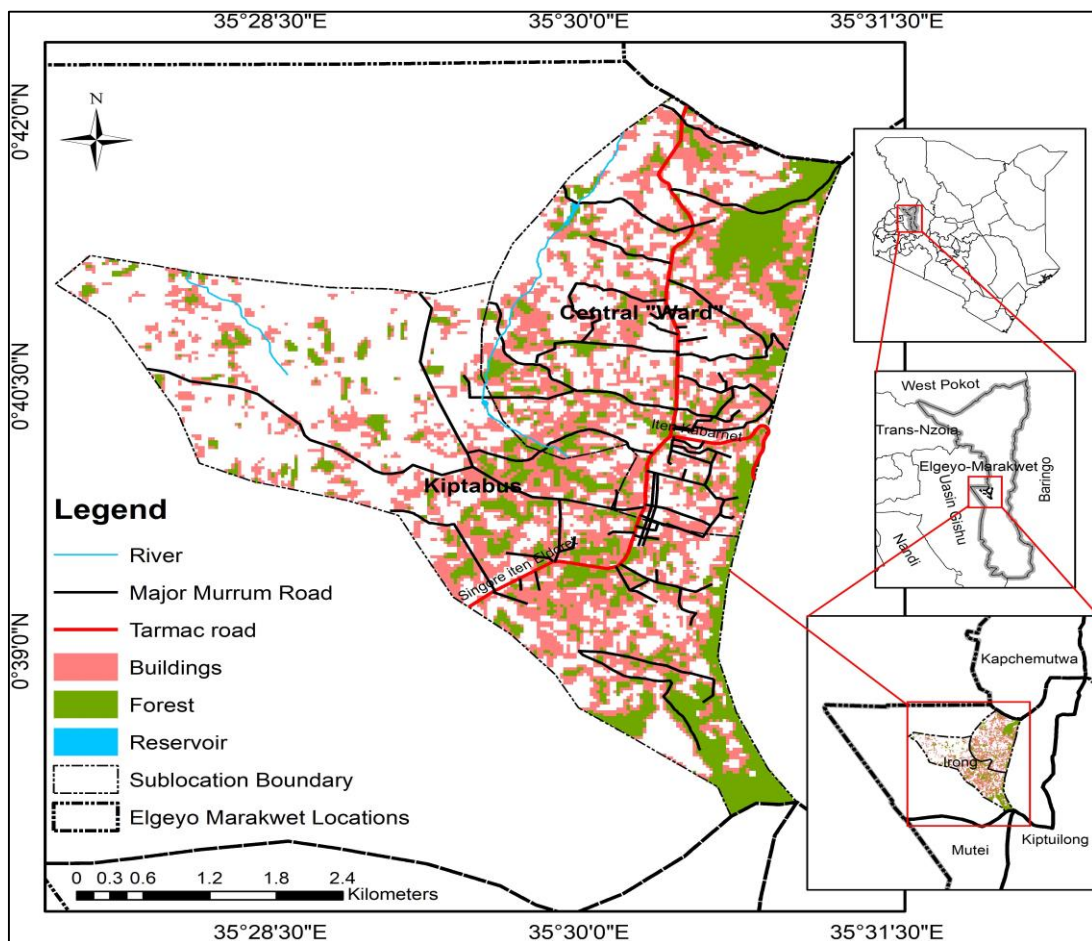 35°28'30"E 35°30'0"E 35°31'30"E
0°42'0"N
0°40'30"N
0°39'0"N
N
Central "Ward"
Iten Kabarnet
Kiptabus
Singore iten Eldoret
Legend
River
Major Murrum Road
Tarmac road
Buildings
Forest
Reservoir
Sublocation Boundary
Elgeyo Marakwet Locations
0 0.3 0.6 1.2 1.8 2.4
Kilometers
35°28'30"E 35°30'0"E 35°31'30"E
West Pokot
Trans-Nzoia
Elgeyo-Marakwet
Baringo
Uasin Gishu
Nandi
Kapchemutwa
Irong
Kiptuilong
Mutei